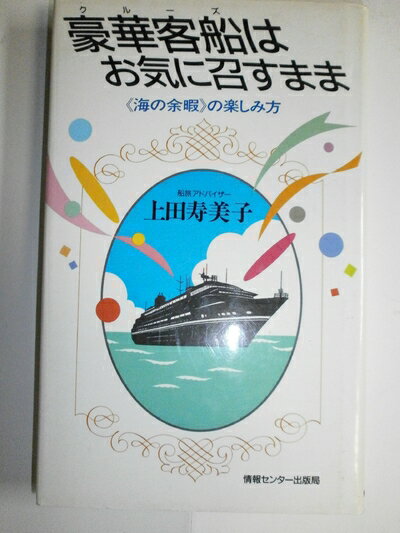 クルーズ
豪華客船は
お気に召すまま
《海の余暇》の楽しみ方
船旅アドバイザー
上田寿美子
情報センター出版局